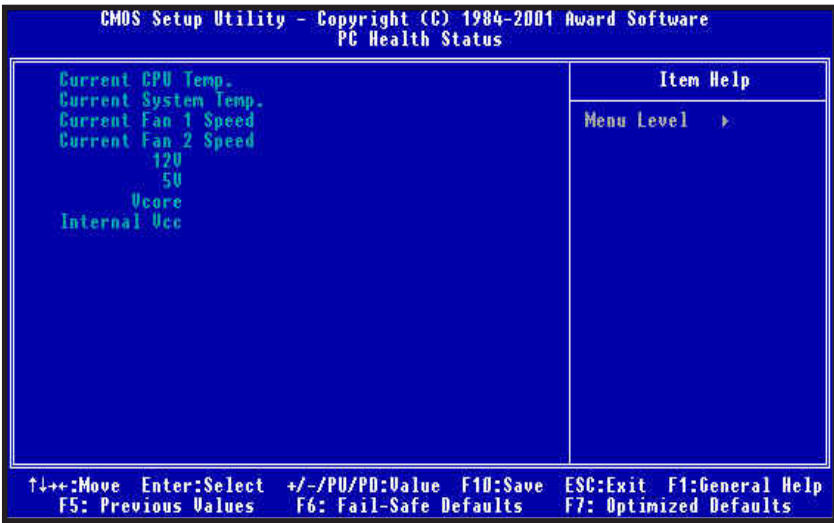 CMOS Setup Utility - Copyright (C) 1984-2001 Award Software
PC Health Status
Current CPU Temp.
Current System Temp.
Current Fan 1 Speed
Current Fan 2 Speed
12V
5V
Vcore
Internal Vcc
Item Help
Menu Level ▸
↑↓→←:Move Enter:Select +/-/PU/PD:Value F10:Save ESC:Exit F1:General Help
F5: Previous Values F6: Fail-Safe Defaults F7: Optimized Defaults